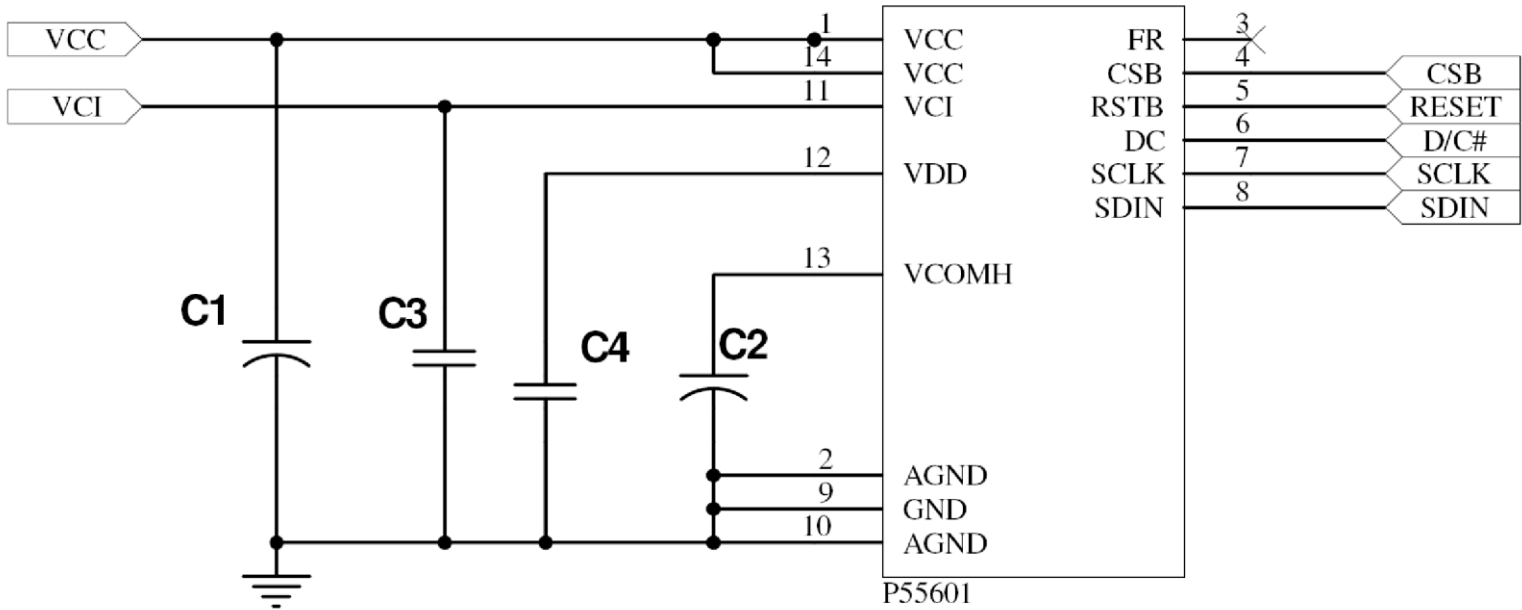 VCC 1 VCC FR 3
14 VCC CSB 4 CSB
VCI 11 VCI RSTB 5 RESET
DC 6 D/C#
12 VDD SCLK 7 SCLK
SDIN 8 SDIN
13 VCOMH
C1 C3 C4 C2
2 AGND
9 GND
10 AGND
P55601